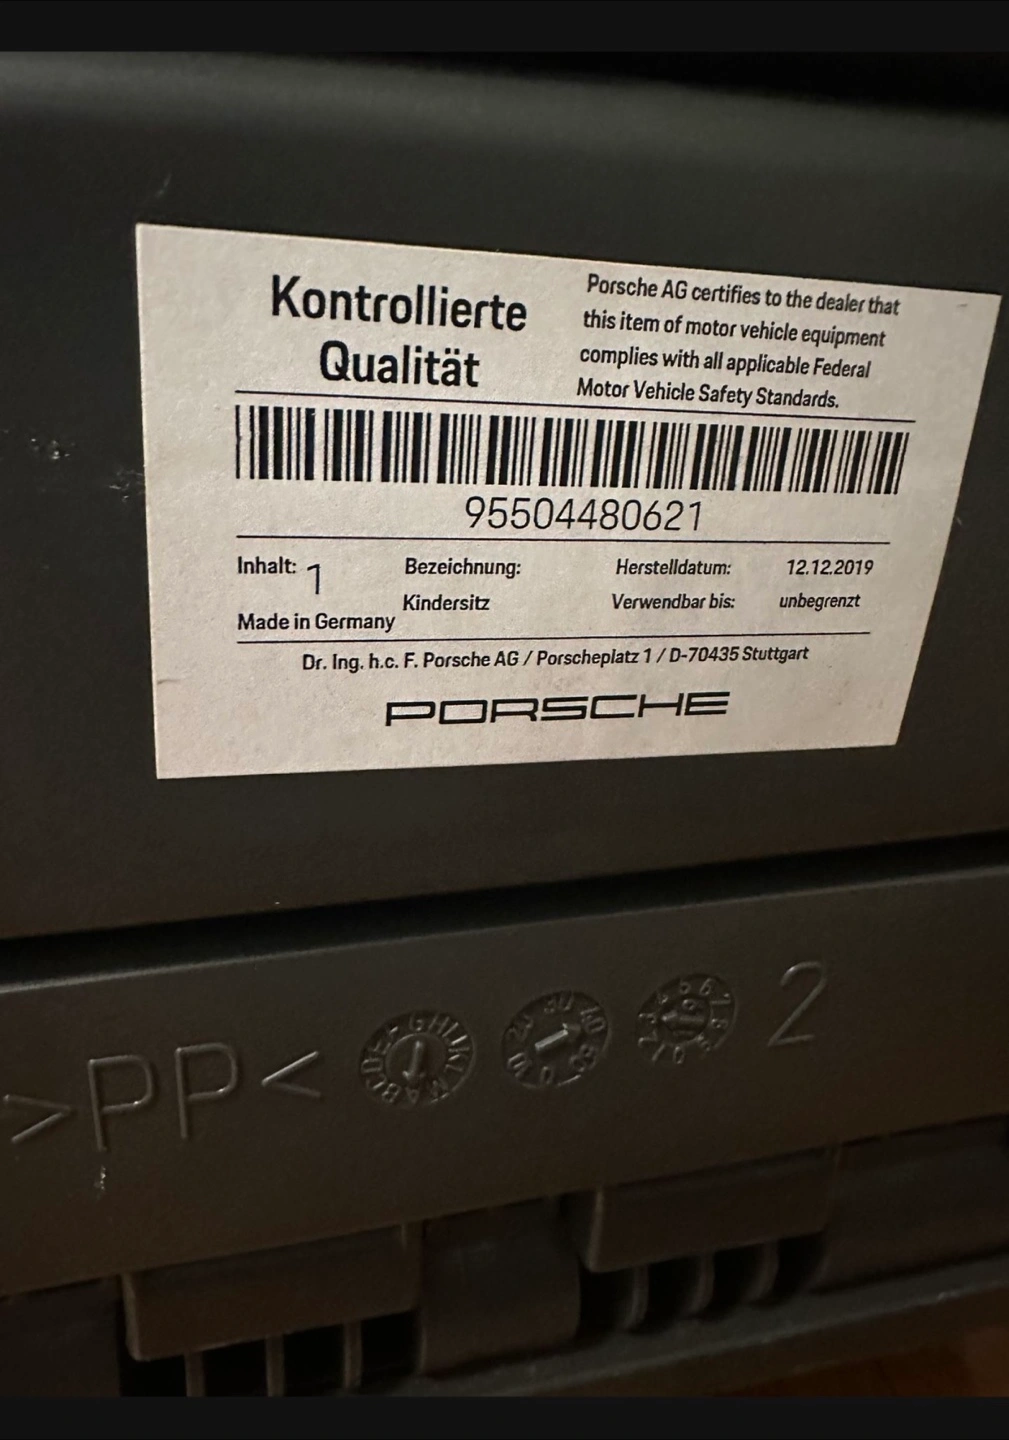 Kontrollierte
Qualität
Porsche AG certifies to the dealer that
this item of motor vehicle equipment
complies with all applicable Federal
Motor Vehicle Safety Standards.
95504480621
Inhalt: 1
Made in Germany
Bezeichnung:
Kindersitz
Herstelldatum: 12.12.2019
Verwendbar bis: unbegrenzt
Dr. Ing. h.c. F. Porsche AG / Porscheplatz 1 / D-70435 Stuttgart
PORSCHE
>PP< 2